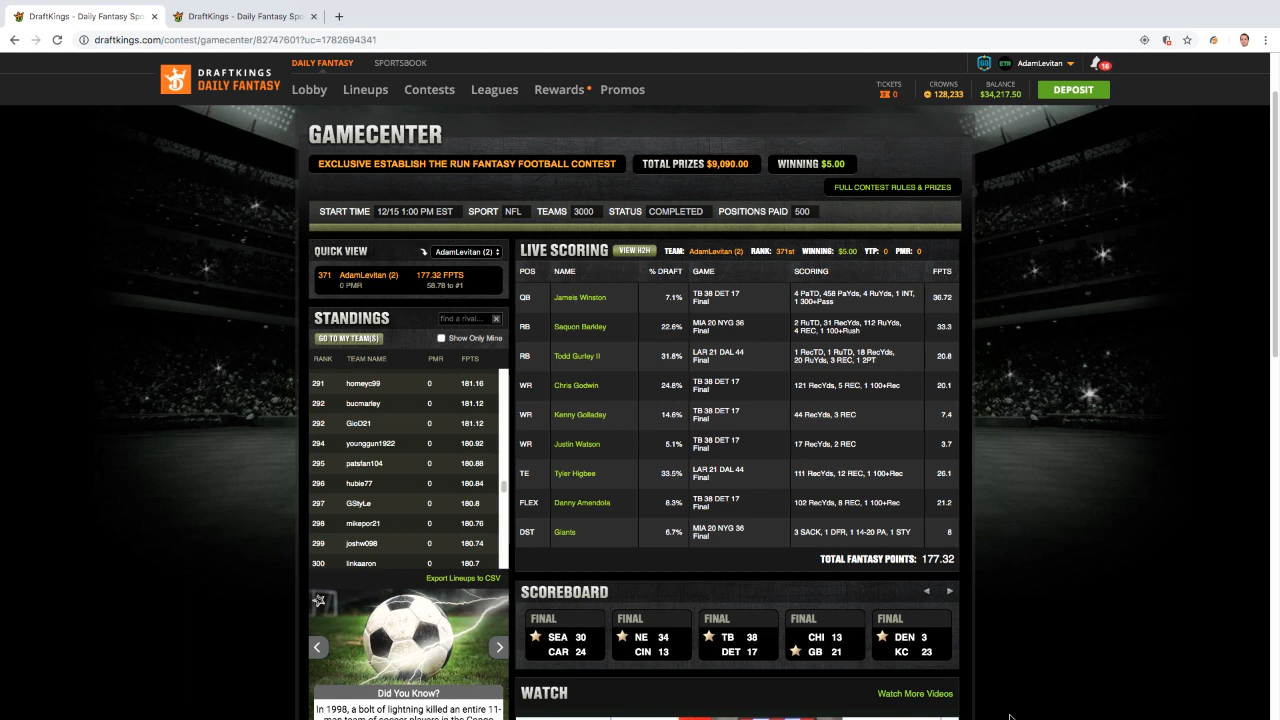 DraftKings - Daily Fantasy Spo
DraftKings - Daily Fantasy Spo
draftkings.com/contest/gamecenter/82747601?uc=1782694341
DRAFTKINGS
DAILY FANTASY
DAILY FANTASY SPORTSBOOK
Lobby Lineups Contests Leagues Rewards Promos
ETR AdamLevitan 16
TICKETS 0
CROWNS 128,233
BALANCE $34,217.50
DEPOSIT
GAMECENTER
EXCLUSIVE ESTABLISH THE RUN FANTASY FOOTBALL CONTEST TOTAL PRIZES $9,090.00 WINNING $5.00
FULL CONTEST RULES & PRIZES
START TIME 12/15 1:00 PM EST SPORT NFL TEAMS 3000 STATUS COMPLETED POSITIONS PAID 500
QUICK VIEW AdamLevitan (2)
371 AdamLevitan (2) 177.32 FPTS
0 PMR 58.78 to #1
STANDINGS find a rival...
GO TO MY TEAM(S) Show Only Mine
RANK TEAM NAME PMR FPTS
291 homeyc99 0 181.16
292 bucmarley 0 181.12
292 GioD21 0 181.12
294 younggun1922 0 180.92
295 patsfan104 0 180.88
296 hubie77 0 180.84
297 GStyLe 0 180.8
298 mikepor21 0 180.76
299 joshw098 0 180.74
300 linkaaron 0 180.7
Export Lineups to CSV
Did You Know?
In 1998, a bolt of lightning killed an entire 11-
man team of soccer players in the Congo
LIVE SCORING VIEW H2H TEAM: AdamLevitan (2) RANK: 371st WINNING: $5.00 YTP: 0 PMR: 0
POS NAME % DRAFT GAME SCORING FPTS
QB Jameis Winston 7.1% TB 38 DET 17 Final 4 PaTD, 458 PaYds, 4 RuYds, 1 INT, 1 300+Pass 36.72
RB Saquon Barkley 22.6% MIA 20 NYG 36 Final 2 RuTD, 31 RecYds, 112 RuYds, 4 REC, 1 100+Rush 33.3
RB Todd Gurley II 31.8% LAR 21 DAL 44 Final 1 RecTD, 1 RuTD, 18 RecYds, 20 RuYds, 3 REC, 1 2PT 20.8
WR Chris Godwin 24.8% TB 38 DET 17 Final 121 RecYds, 5 REC, 1 100+Rec 20.1
WR Kenny Golladay 14.6% TB 38 DET 17 Final 44 RecYds, 3 REC 7.4
WR Justin Watson 5.1% TB 38 DET 17 Final 17 RecYds, 2 REC 3.7
TE Tyler Higbee 33.5% LAR 21 DAL 44 Final 111 RecYds, 12 REC, 1 100+Rec 26.1
FLEX Danny Amendola 8.3% TB 38 DET 17 Final 102 RecYds, 8 REC, 1 100+Rec 21.2
DST Giants 6.7% MIA 20 NYG 36 Final 3 SACK, 1 DFR, 1 14-20 PA, 1 STY 8
TOTAL FANTASY POINTS: 177.32
SCOREBOARD
FINAL FINAL FINAL FINAL FINAL
SEA 30 NE 34 TB 38 CHI 13 DEN 3
CAR 24 CIN 13 DET 17 GB 21 KC 23
WATCH Watch More Videos